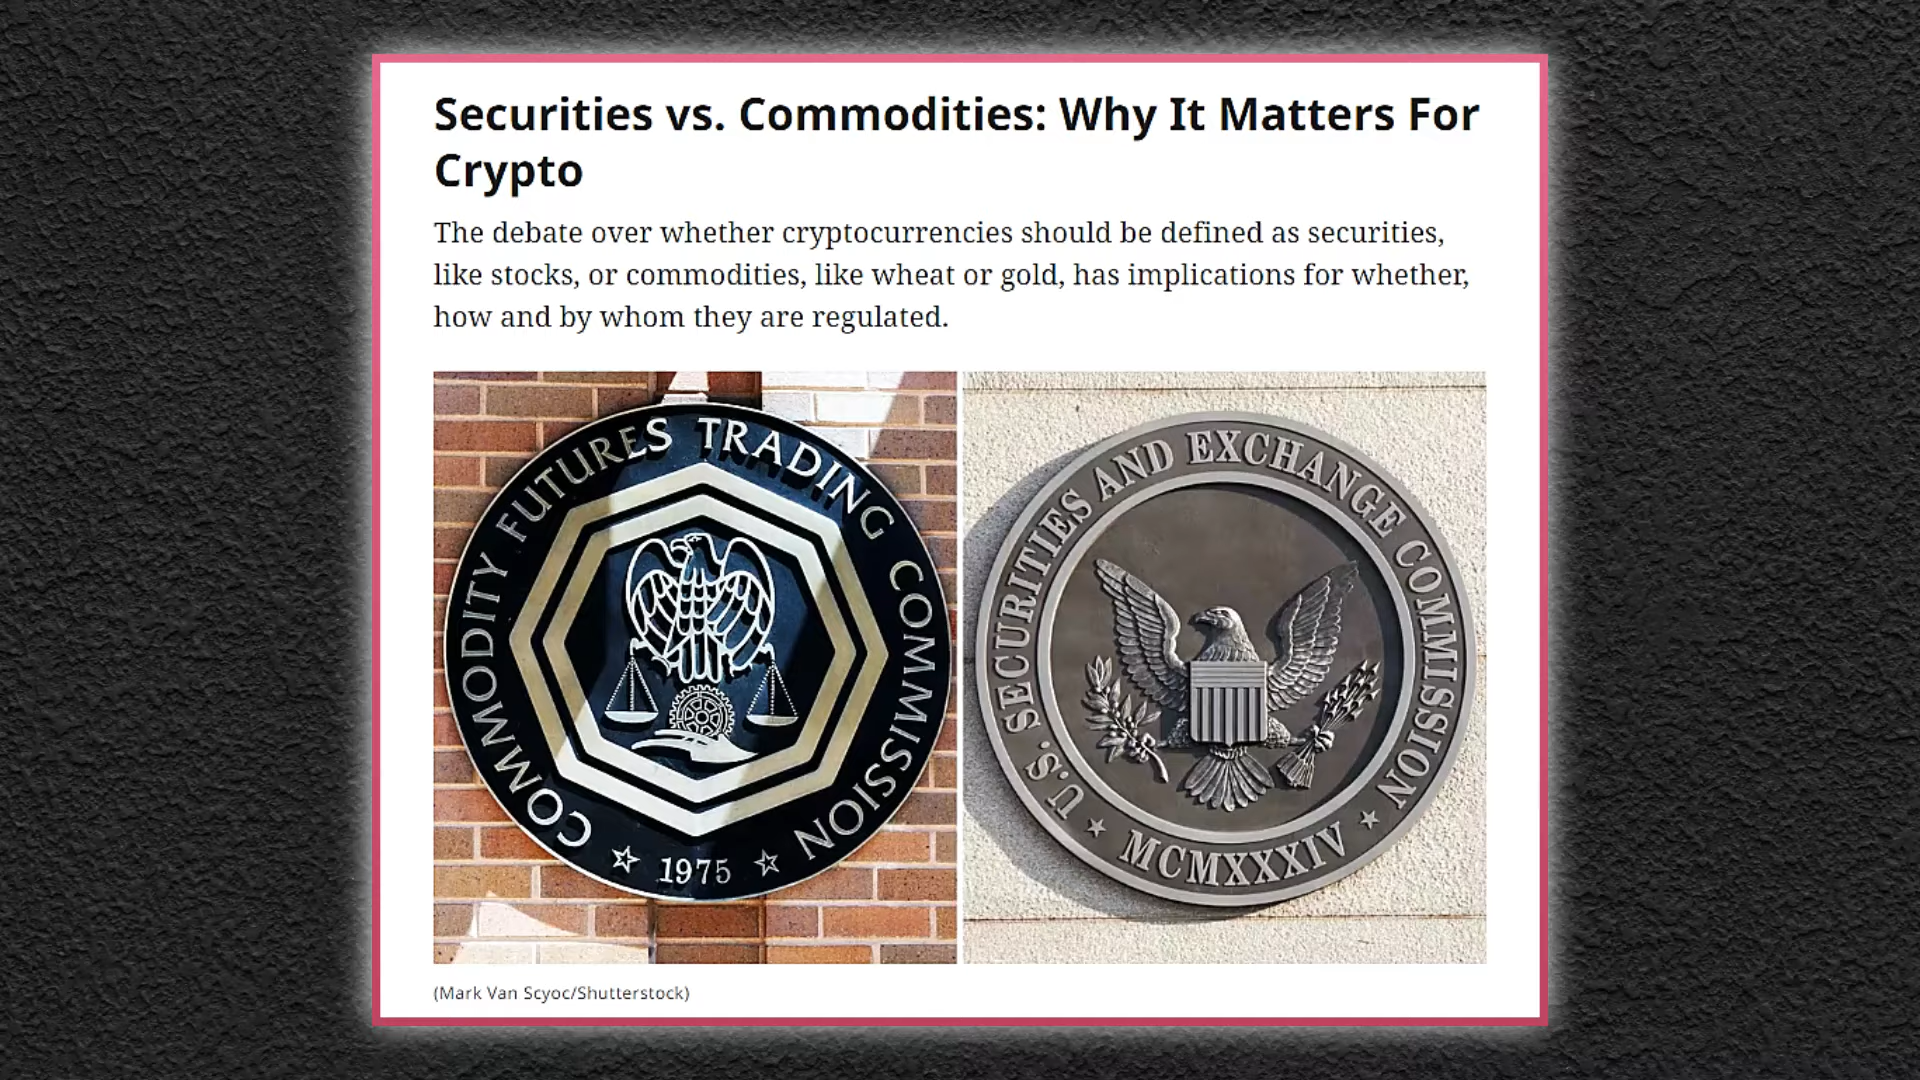 Securities vs. Commodities: Why It Matters For
Crypto
The debate over whether cryptocurrencies should be defined as securities,
like stocks, or commodities, like wheat or gold, has implications for whether,
how and by whom they are regulated.
COMMODITY FUTURES TRADING COMMISSION
1975
U.S. SECURITIES AND EXCHANGE COMMISSION
MCMXXXIV
(Mark Van Scyoc/Shutterstock)